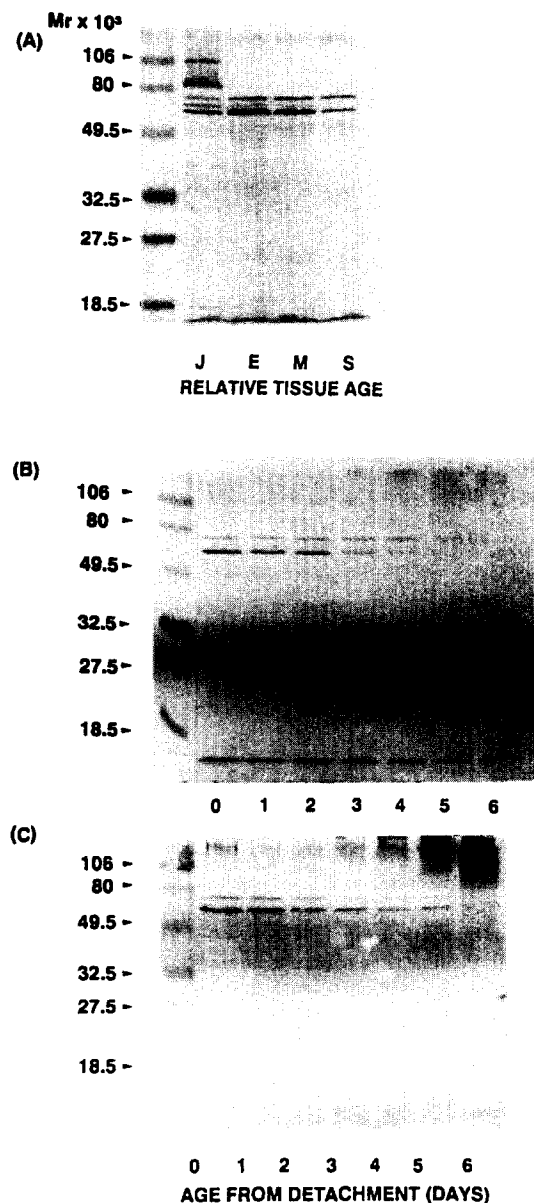 Mr x 10³
(A)
106
80
49.5
32.5
27.5
18.5
J E M S
RELATIVE TISSUE AGE
(B)
106
80
49.5
32.5
27.5
18.5
0 1 2 3 4 5 6
(C)
106
80
49.5
32.5
27.5
18.5
0 1 2 3 4 5 6
AGE FROM DETACHMENT (DAYS)